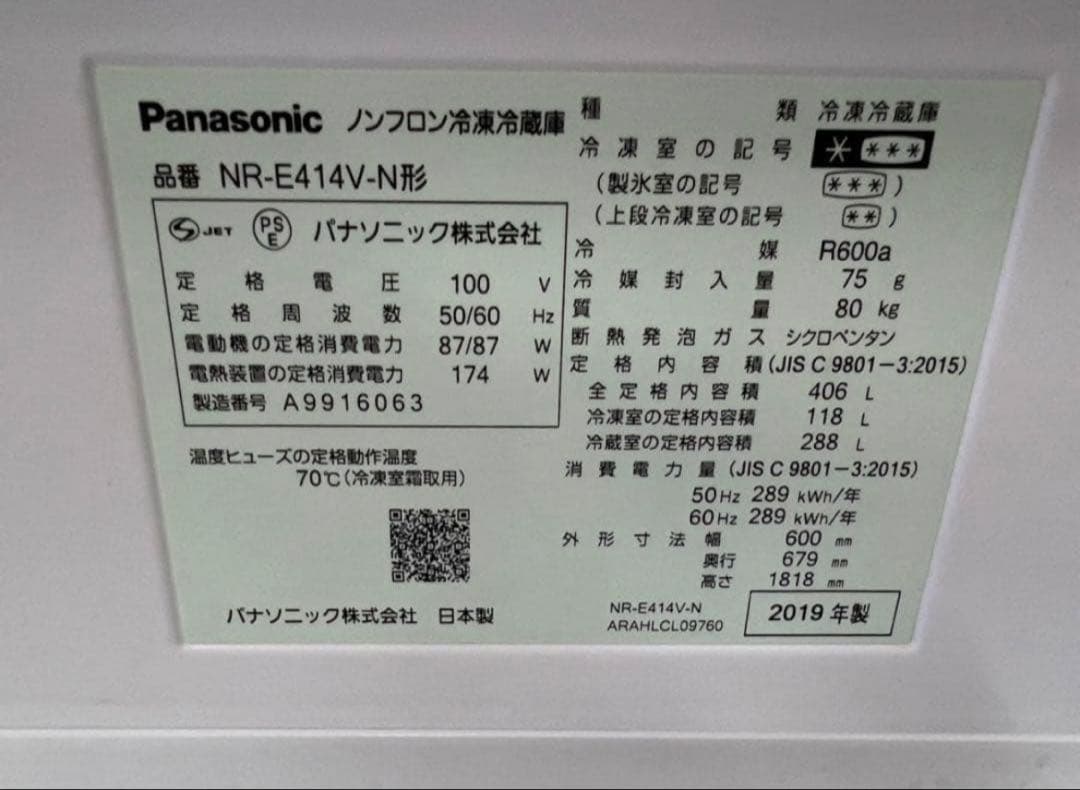 Panasonic ノンフロン冷凍冷蔵庫
品番 NR-E414V-N形
JET PSE パナソニック株式会社
定格電圧 100 V
定格周波数 50/60 Hz
電動機の定格消費電力 87/87 W
電熱装置の定格消費電力 174 W
製造番号 A9916063
温度ヒューズの定格動作温度
70℃(冷凍室霜取用)
パナソニック株式会社 日本製
種類 冷凍冷蔵庫
冷凍室の記号 * ***
(製氷室の記号 ***)
(上段冷凍室の記号 **)
冷媒 R600a
冷媒封入量 75 g
質量 80 kg
断熱発泡ガス シクロペンタン
定格内容積(JIS C 9801-3:2015)
全定格内容積 406 L
冷凍室の定格内容積 118 L
冷蔵室の定格内容積 288 L
消費電力量(JIS C 9801-3:2015)
50Hz 289 kWh/年
60Hz 289 kWh/年
外形寸法 幅 600 mm
奥行 679 mm
高さ 1818 mm
NR-E414V-N
ARAHLCL09760
2019年製